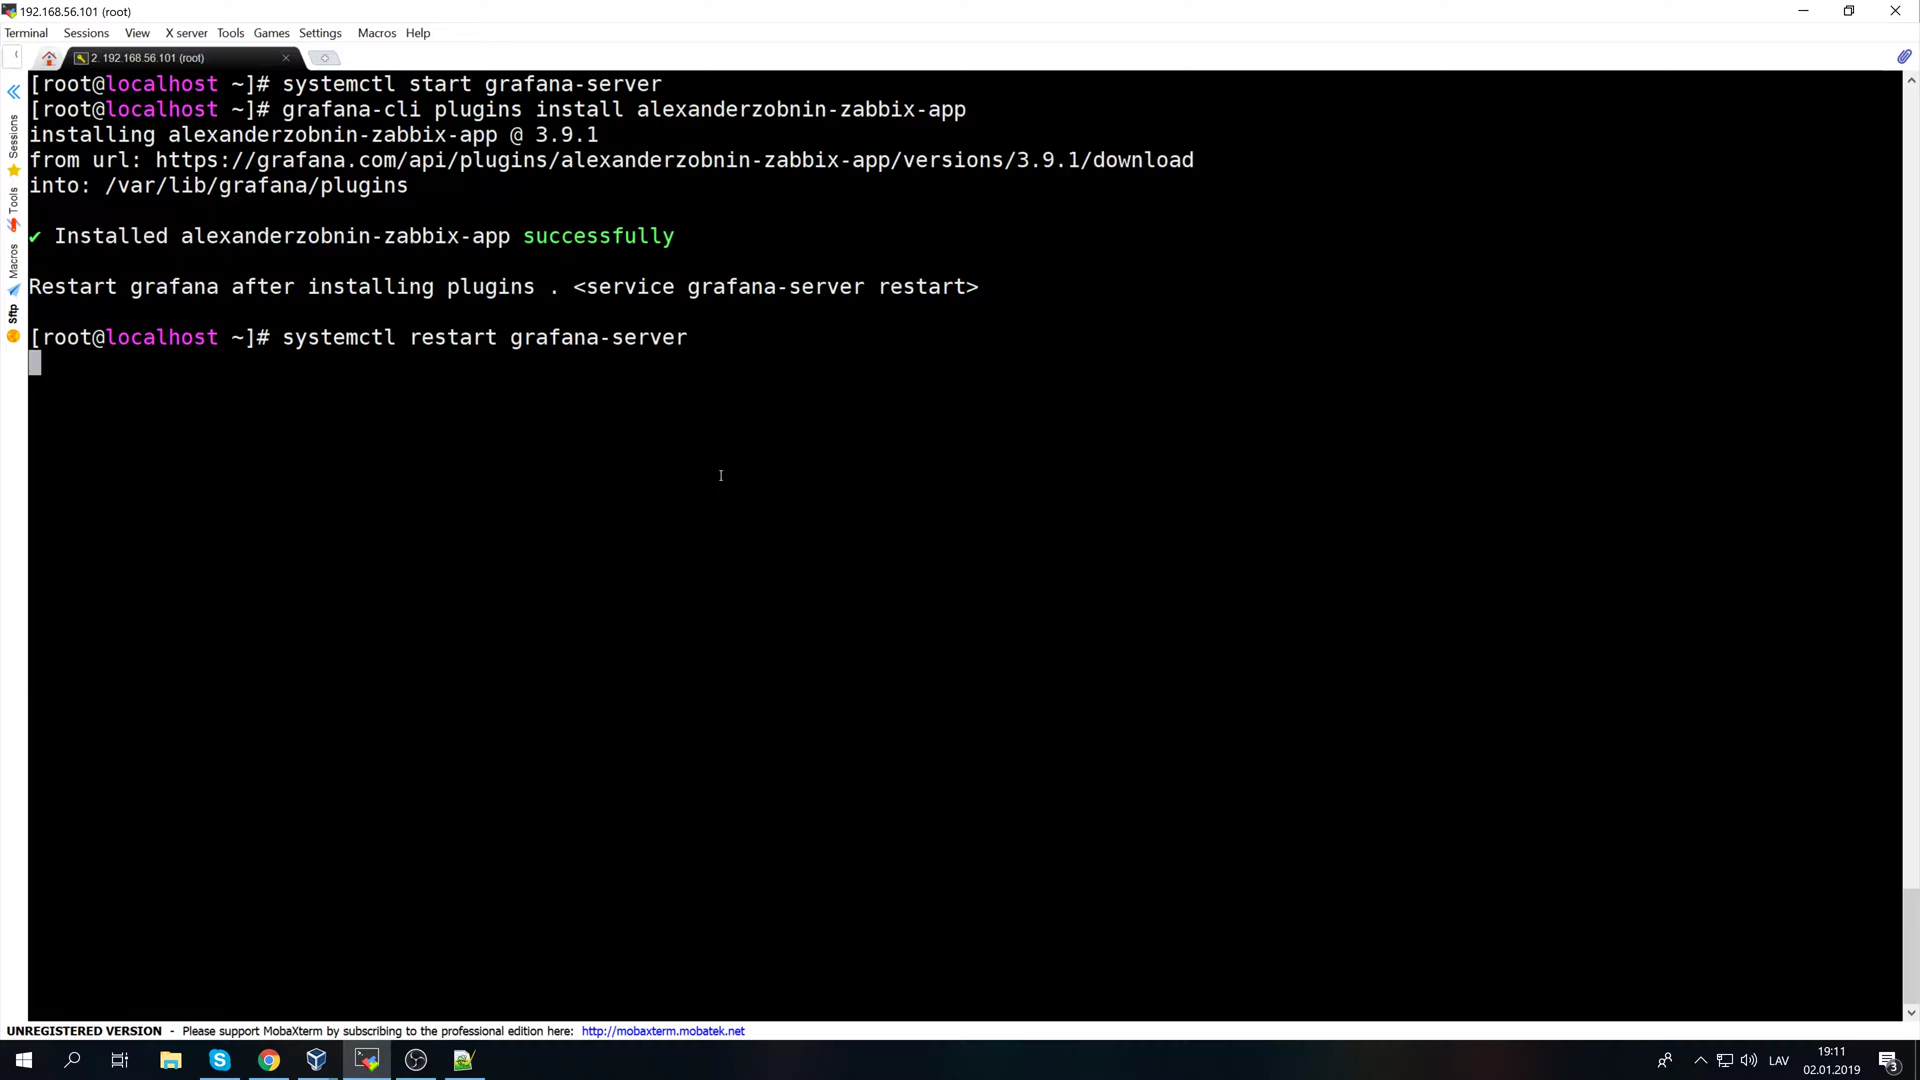 192.168.56.101 (root)
Terminal Sessions View X server Tools Games Settings Macros Help
2. 192.168.56.101 (root)
[root@localhost ~]# systemctl start grafana-server
[root@localhost ~]# grafana-cli plugins install alexanderzobnin-zabbix-app
installing alexanderzobnin-zabbix-app @ 3.9.1
from url: https://grafana.com/api/plugins/alexanderzobnin-zabbix-app/versions/3.9.1/download
into: /var/lib/grafana/plugins
✔ Installed alexanderzobnin-zabbix-app successfully
Restart grafana after installing plugins . <service grafana-server restart>
[root@localhost ~]# systemctl restart grafana-server
Sessions
Tools
Macros
Sftp
UNREGISTERED VERSION - Please support MobaXterm by subscribing to the professional edition here: http://mobaxterm.mobatek.net
LAV
19:11
02.01.2019
3